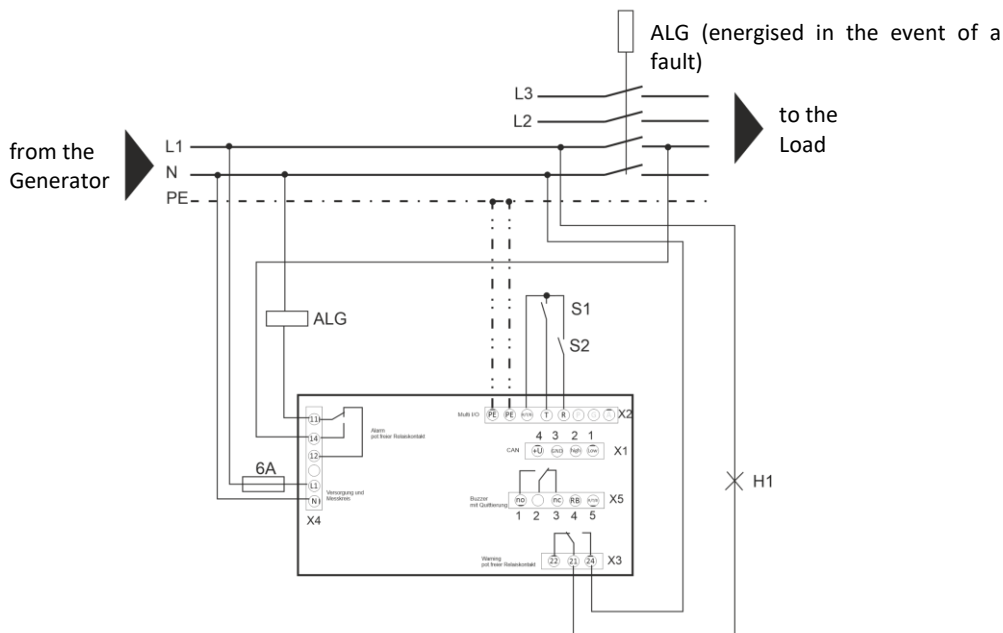 ALG (energised in the event of a
fault)
L3
L2
to the
Load
from the
Generator
L1
N
PE
S1
ALG
S2
Multi I/O
PE PE T R
X2
11
Alarm
pot freier Relaiskontakt
14
12
4 3 2 1
CAN
+U GND high Low
X1
6A
L1
N
Versorgung und
Messkreis
X4
H1
Buzzer
mit Quittierung
no nc RB
X5
1 2 3 4 5
Warning
pot freier Relaiskontakt
22 21 24
X3